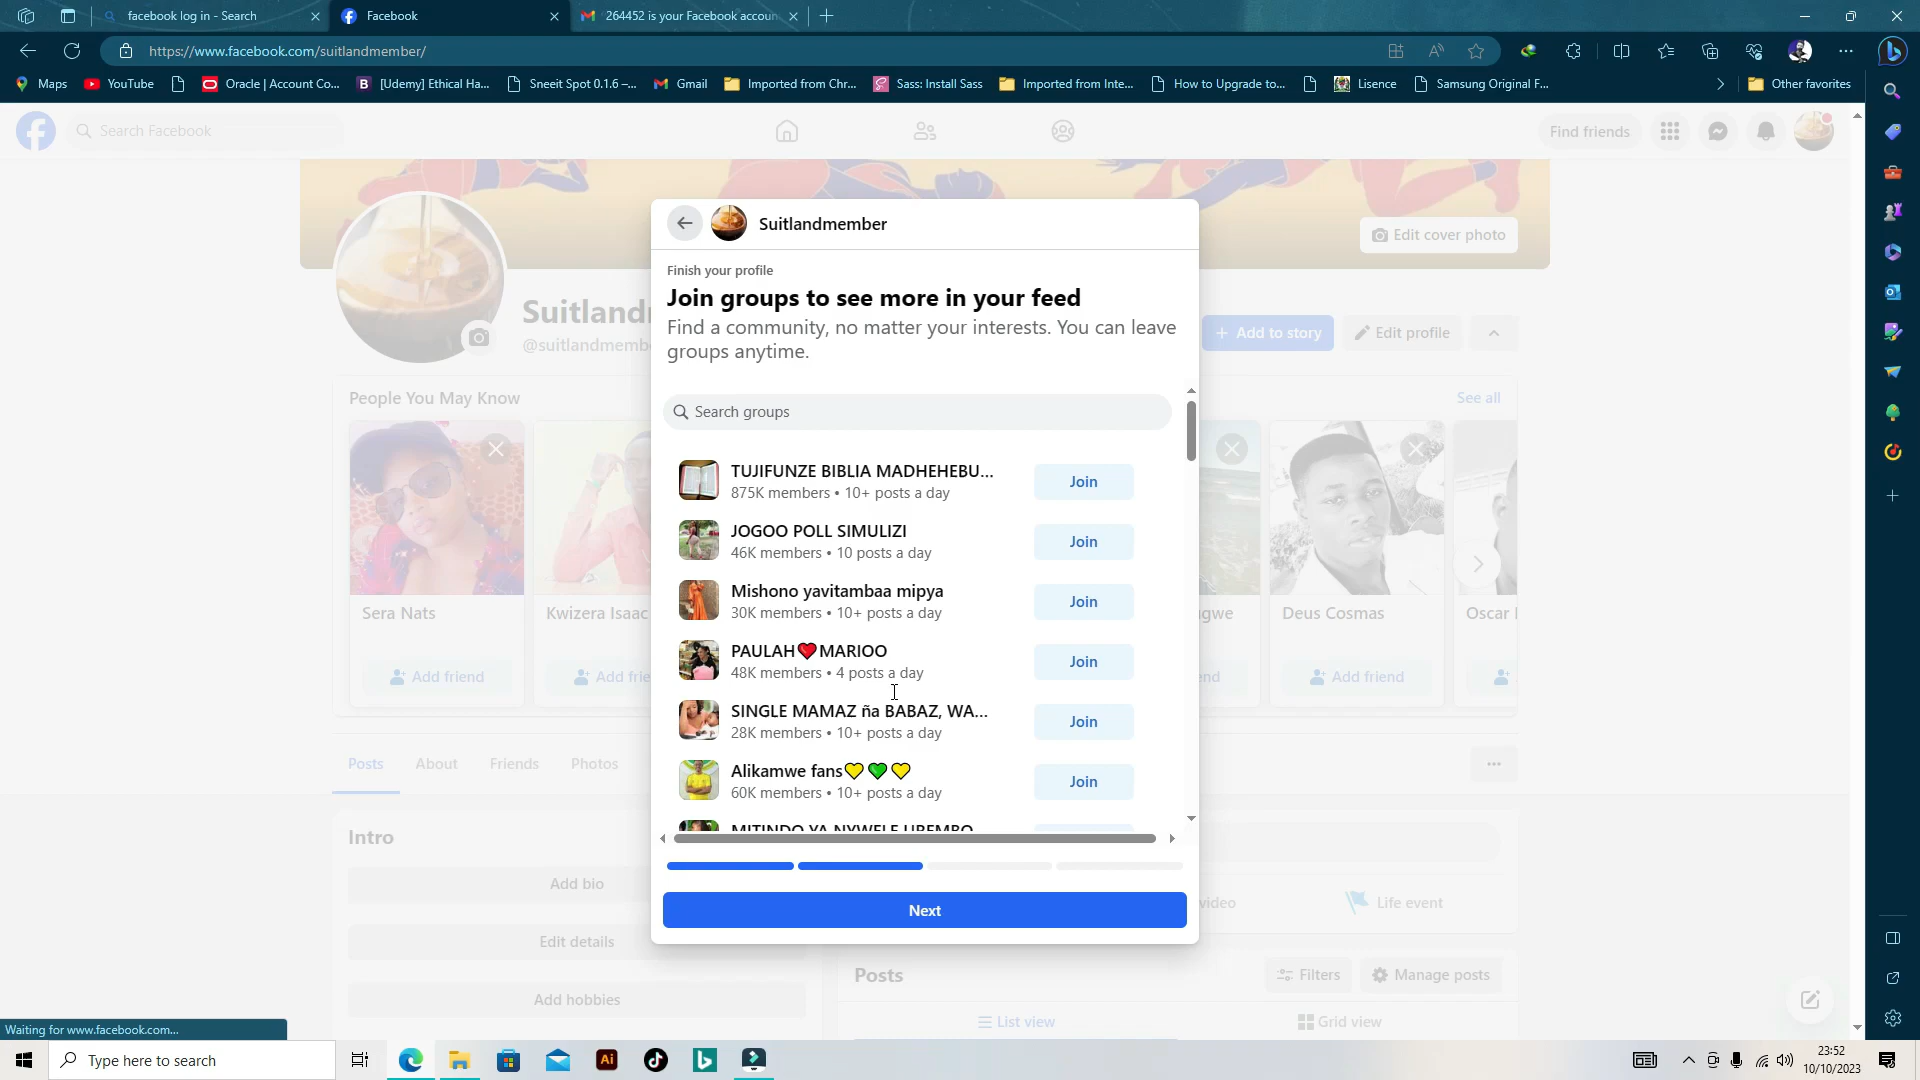 facebook log in - Search
Facebook
264452 is your Facebook accoun
https://www.facebook.com/suitlandmember/
Maps
YouTube
Oracle | Account Co...
[Udemy] Ethical Ha...
Sneeit Spot 0.1.6 –...
Gmail
Imported from Chr...
Sass: Install Sass
Imported from Inte...
How to Upgrade to...
Lisence
Samsung Original F...
Other favorites
Search Facebook
Find friends
Edit cover photo
Suitlandmember
Finish your profile
Join groups to see more in your feed
Find a community, no matter your interests. You can leave
groups anytime.
Search groups
TUJIFUNZE BIBLIA MADHEHEBU...
875K members • 10+ posts a day
Join
JOGOO POLL SIMULIZI
46K members • 10 posts a day
Join
Mishono yavitambaa mipya
30K members • 10+ posts a day
Join
PAULAH❤️MARIOO
48K members • 4 posts a day
Join
SINGLE MAMAZ ña BABAZ, WA...
28K members • 10+ posts a day
Join
Alikamwe fans💛💚💛
60K members • 10+ posts a day
Join
MITINDO YA NYWELE UREMBO
Next
Suitland
@suitlandmemb
+ Add to story
Edit profile
People You May Know
See all
Sera Nats
Add friend
Kwizera Isaac
Add frie
gwe
end
Deus Cosmas
Add friend
Oscar
Posts
About
Friends
Photos
Intro
Add bio
Edit details
Add hobbies
video
Life event
Posts
Filters
Manage posts
List view
Grid view
Waiting for www.facebook.com...
Type here to search
Ai
23:52
10/10/2023